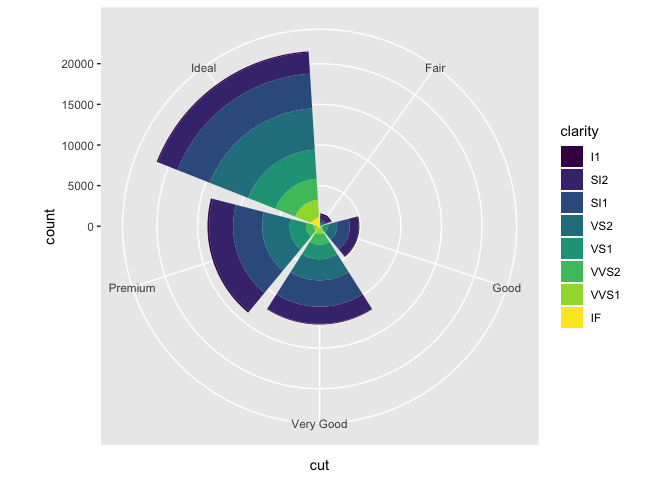 20000
15000
10000
5000
0
count
Ideal
Fair
Premium
Good
Very Good
cut
clarity
I1
SI2
SI1
VS2
VS1
VVS2
VVS1
IF